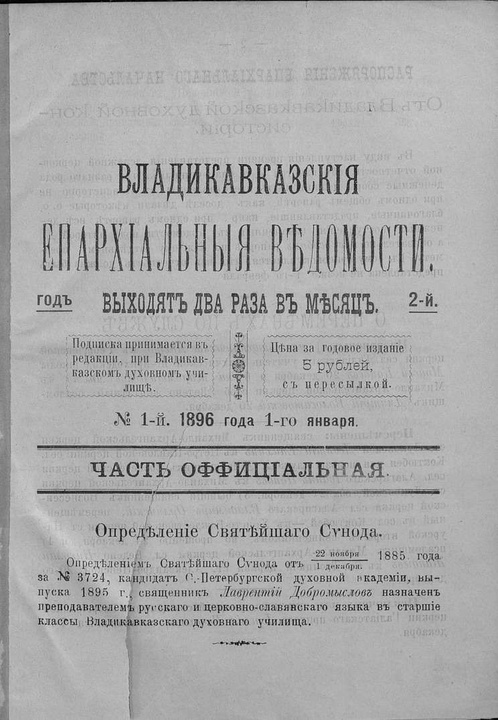 ВЛАДИКАВКАЗСКІЯ
ЕПАРХІАЛЬНЫЯ ВѢДОМОСТИ.
ГОДЪ ВЫХОДЯТЪ ДВА РАЗА ВЪ МѢСЯЦЪ. 2-й.
Подписка принимается въ
редакціи, при Владикав-
казскомъ духовномъ учи-
лищѣ.
Цѣна за годовое изданіе
5 рублей,
съ пересылкой.
№ 1-й. 1896 года 1-го января.
ЧАСТЬ ОФФИЦІАЛЬНАЯ.
Опредѣленіе Святѣйшаго Сѵнода.
Опредѣленіемъ Святѣйшаго Сѵнода отъ 22 ноября / 1 декабря 1885 года
за № 3724, кандидатъ С.-Петербургской духовной академіи, вы-
пуска 1895 г., священникъ Лаврентій Добромысловъ назначенъ
преподавателемъ русскаго и церковно-славянскаго языка въ старшіе
классы Владикавказскаго духовнаго училища.